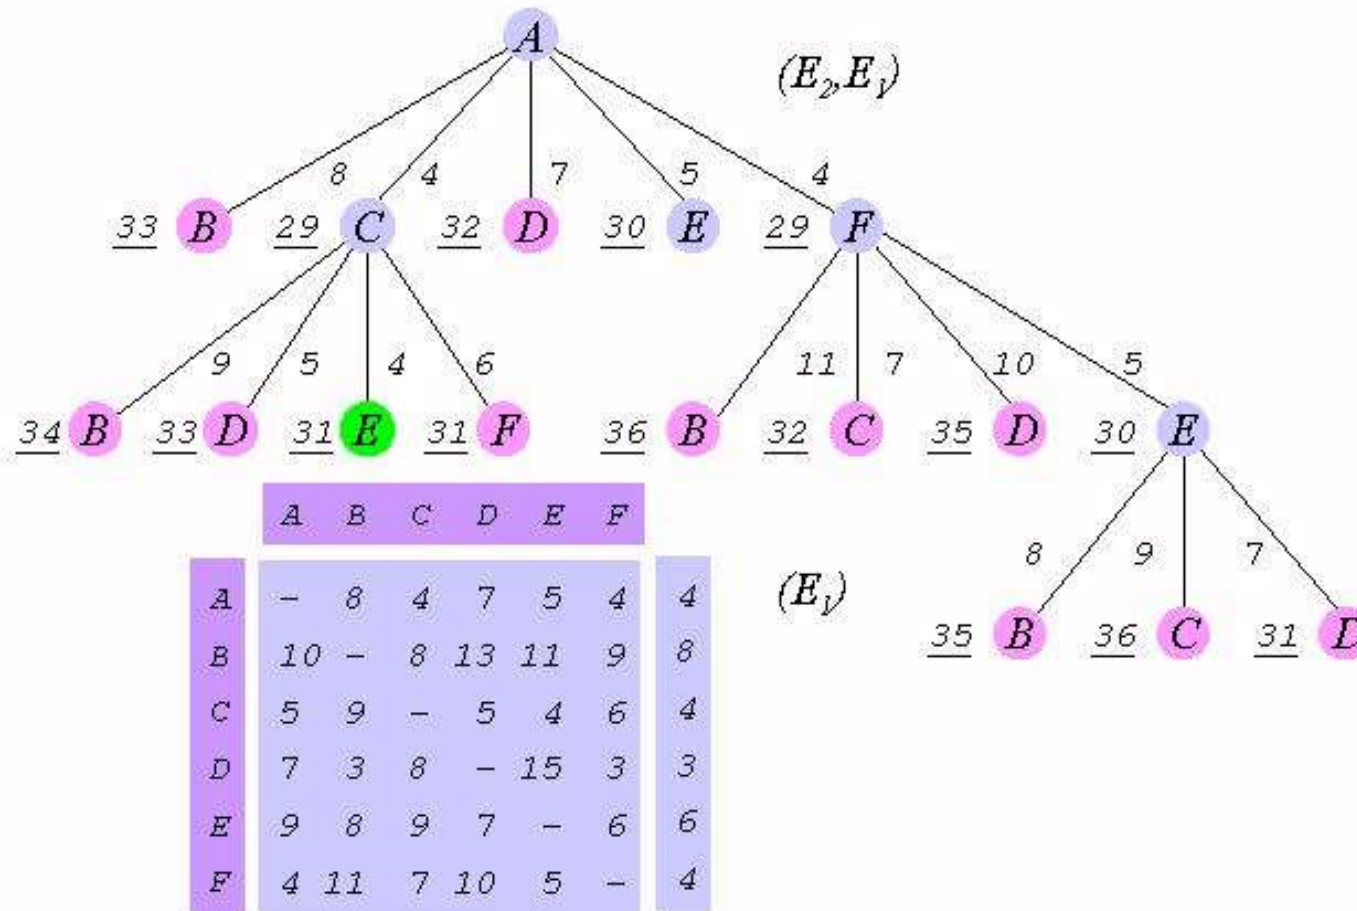 A
(E₂,E₁)
8 4 7 5 4
33 B 29 C 32 D 30 E 29 F
9 5 4 6 11 7 10 5
34 B 33 D 31 E 31 F 36 B 32 C 35 D 30 E
A B C D E F
8 9 7
(E₁)
35 B 36 C 31 D
A - 8 4 7 5 4 4
B 10 - 8 13 11 9 8
C 5 9 - 5 4 6 4
D 7 3 8 - 15 3 3
E 9 8 9 7 - 6 6
F 4 11 7 10 5 - 4